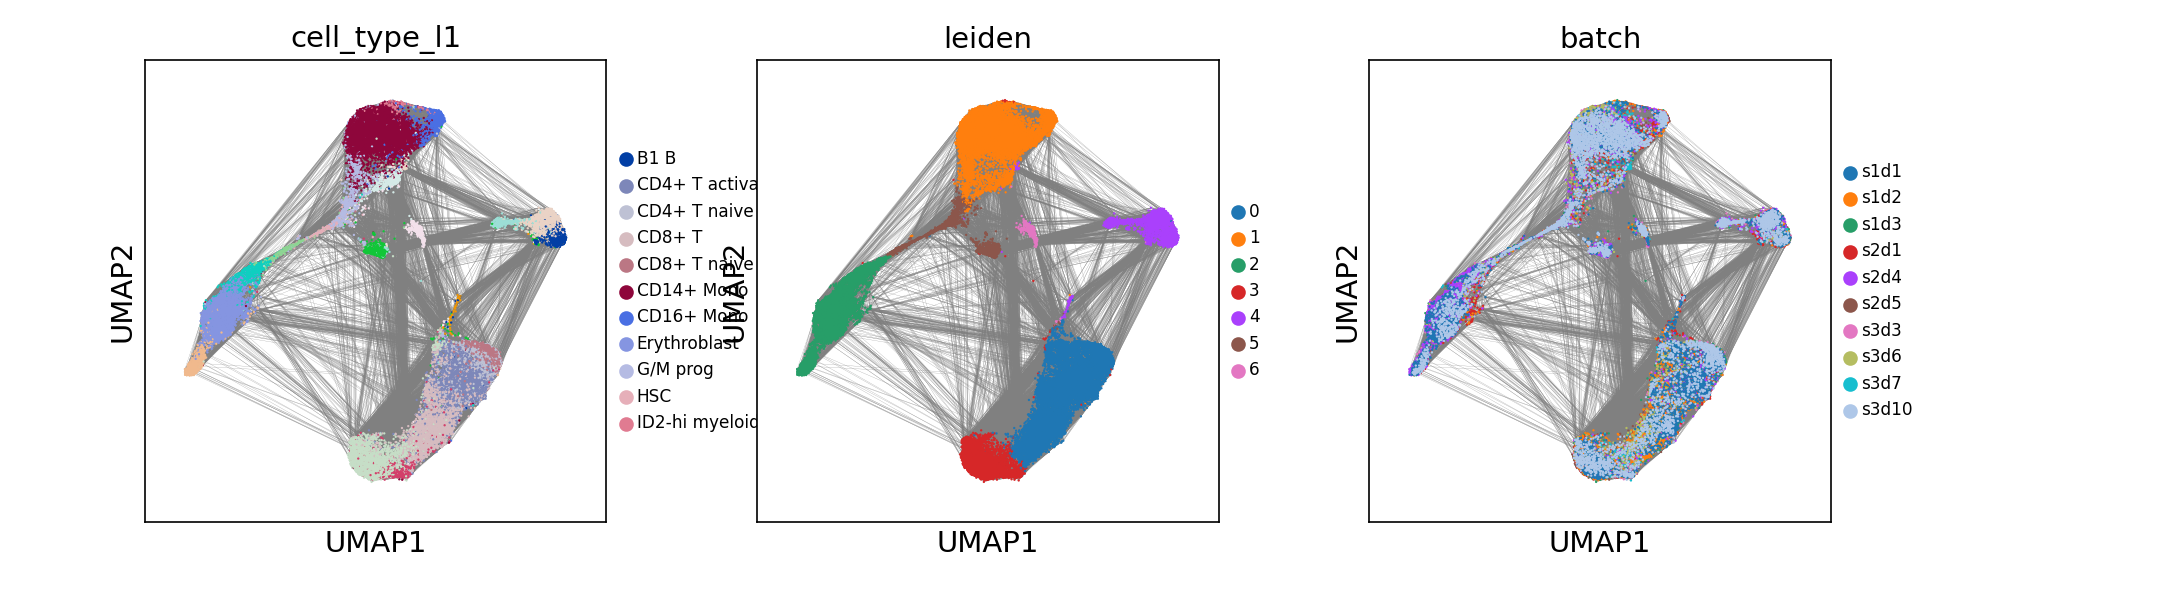 cell_type_l1
leiden
batch
UMAP2
UMAP1
B1 B
CD4+ T activa
CD4+ T naive
CD8+ T
CD8+ T naive
CD14+ Mono
CD16+ Mono
Erythroblast
G/M prog
HSC
ID2-hi myeloid
UMAP2
UMAP1
0
1
2
3
4
5
6
UMAP2
UMAP1
s1d1
s1d2
s1d3
s2d1
s2d4
s2d5
s3d3
s3d6
s3d7
s3d10